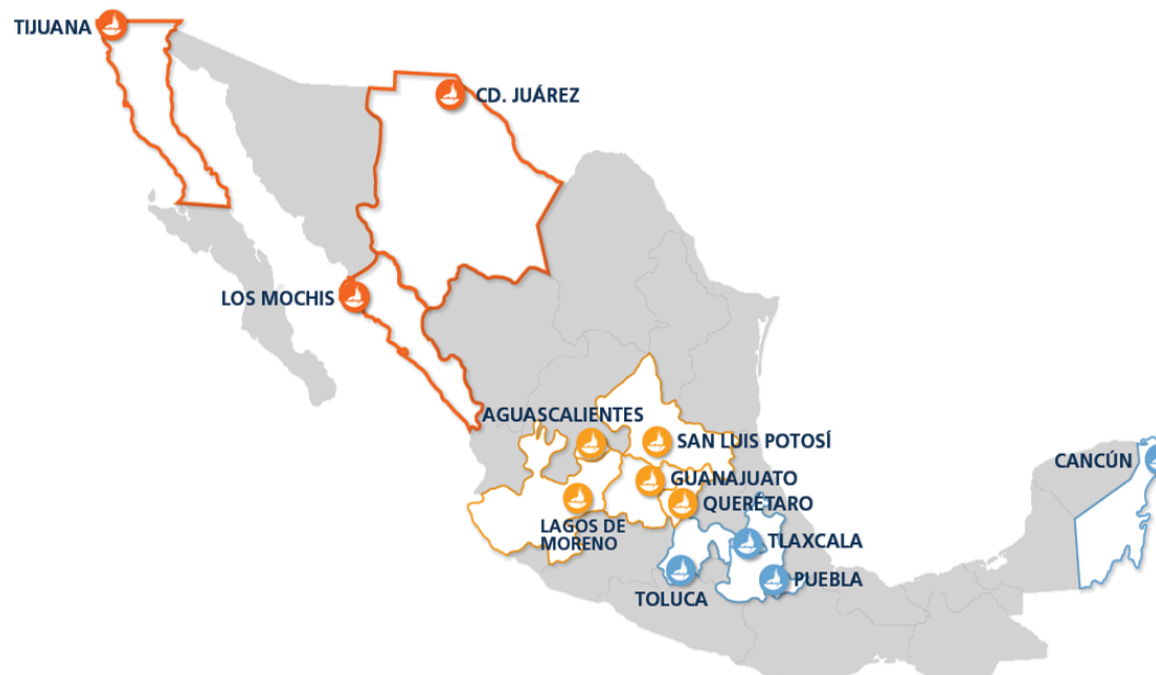 TIJUANA
CD. JUÁREZ
LOS MOCHIS
AGUASCALIENTES
SAN LUIS POTOSÍ
CANCÚN
GUANAJUATO
QUERÉTARO
LAGOS DE
MORENO
TLAXCALA
PUEBLA
TOLUCA